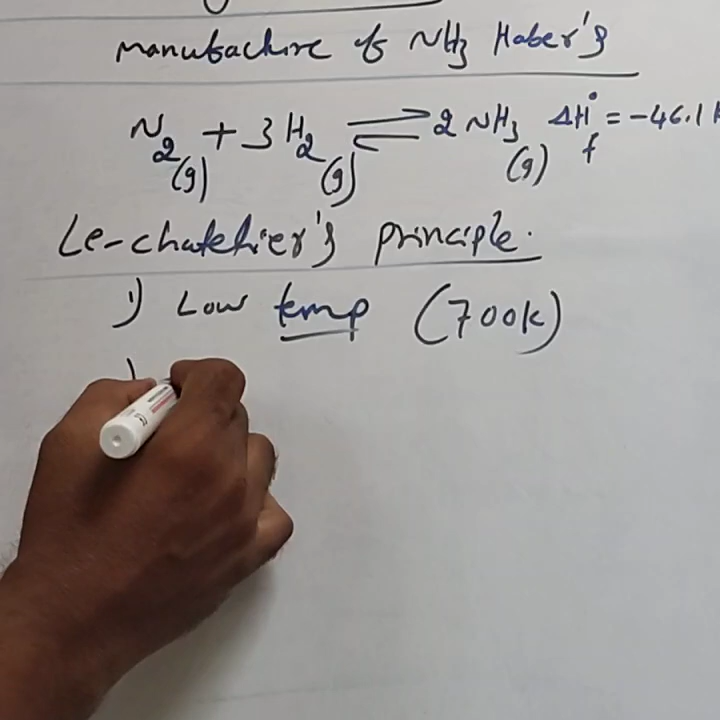 manufacture of NH3 Haber's
N2(g) + 3H2(g) ⇌ 2NH3(g) ΔH°f = -46.1 k
Le-chatelier's principle.
1) Low temp (700k)
)